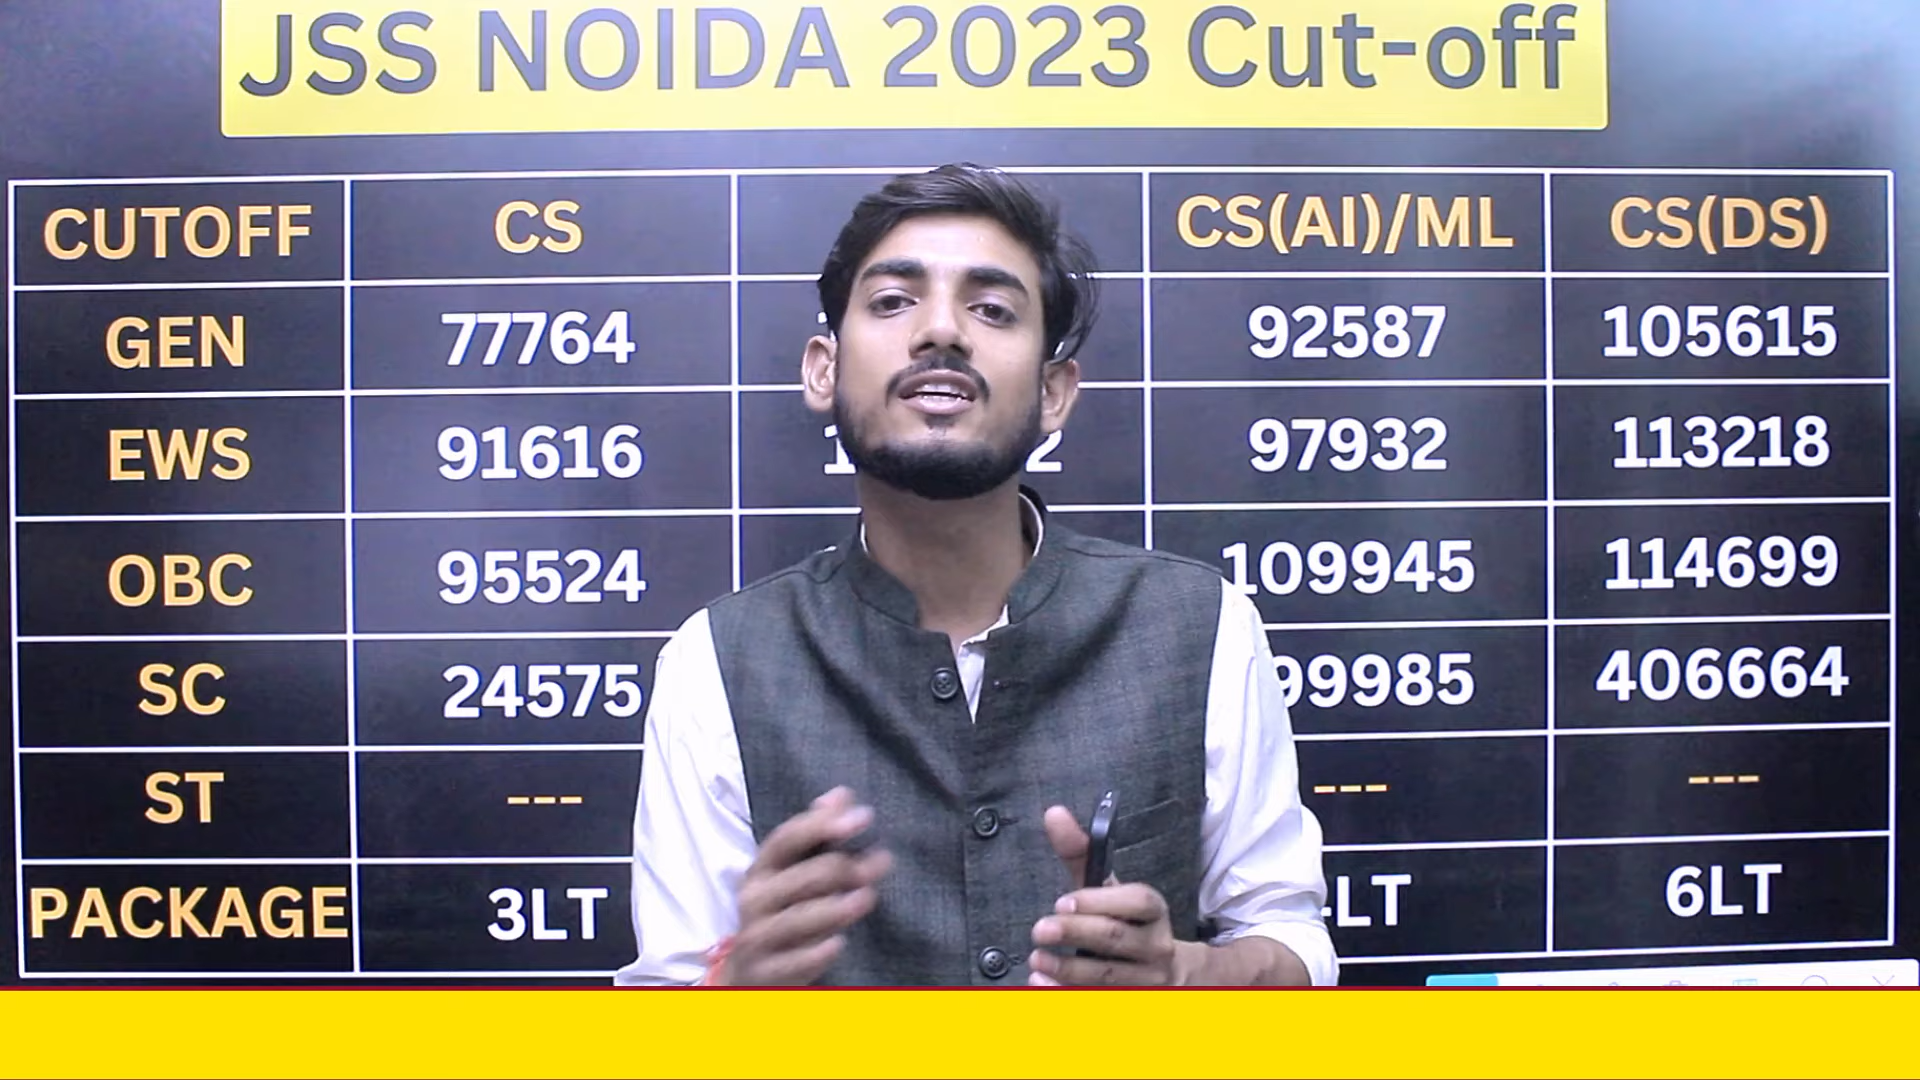 JSS NOIDA 2023 Cut-off
CUTOFF CS CS(AI)/ML CS(DS)
GEN 77764 92587 105615
EWS 91616 97932 113218
OBC 95524 109945 114699
SC 24575 406664
ST --- --- ---
PACKAGE 3LT 6LT